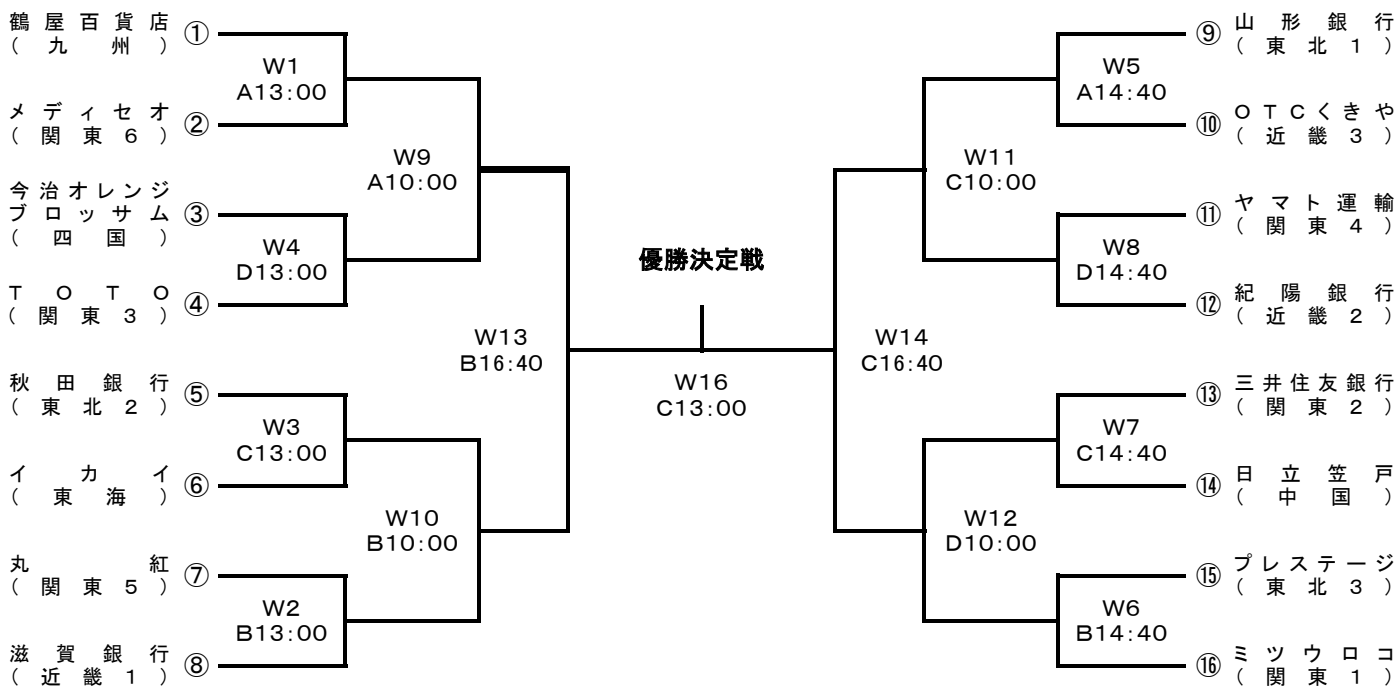 鶴屋百貨店
(九州)
①
W1
A13:00
メディセオ
(関東6)
②
W9
A10:00
今治オレンジ
ブロッサム
(四国)
③
W4
D13:00
TOTO
(関東3)
④
W13
B16:40
秋田銀行
(東北2)
⑤
W3
C13:00
イカイ
(東海)
⑥
W10
B10:00
丸紅
(関東5)
⑦
W2
B13:00
滋賀銀行
(近畿1)
⑧
優勝決定戦
W16
C13:00
⑨
山形銀行
(東北1)
W5
A14:40
⑩
OTCくきや
(近畿3)
W11
C10:00
⑪
ヤマト運輸
(関東4)
W8
D14:40
⑫
紀陽銀行
(近畿2)
W14
C16:40
⑬
三井住友銀行
(関東2)
W7
C14:40
⑭
日立笠戸
(中国)
W12
D10:00
⑮
プレステージ
(東北3)
W6
B14:40
⑯
ミツウロコ
(関東1)